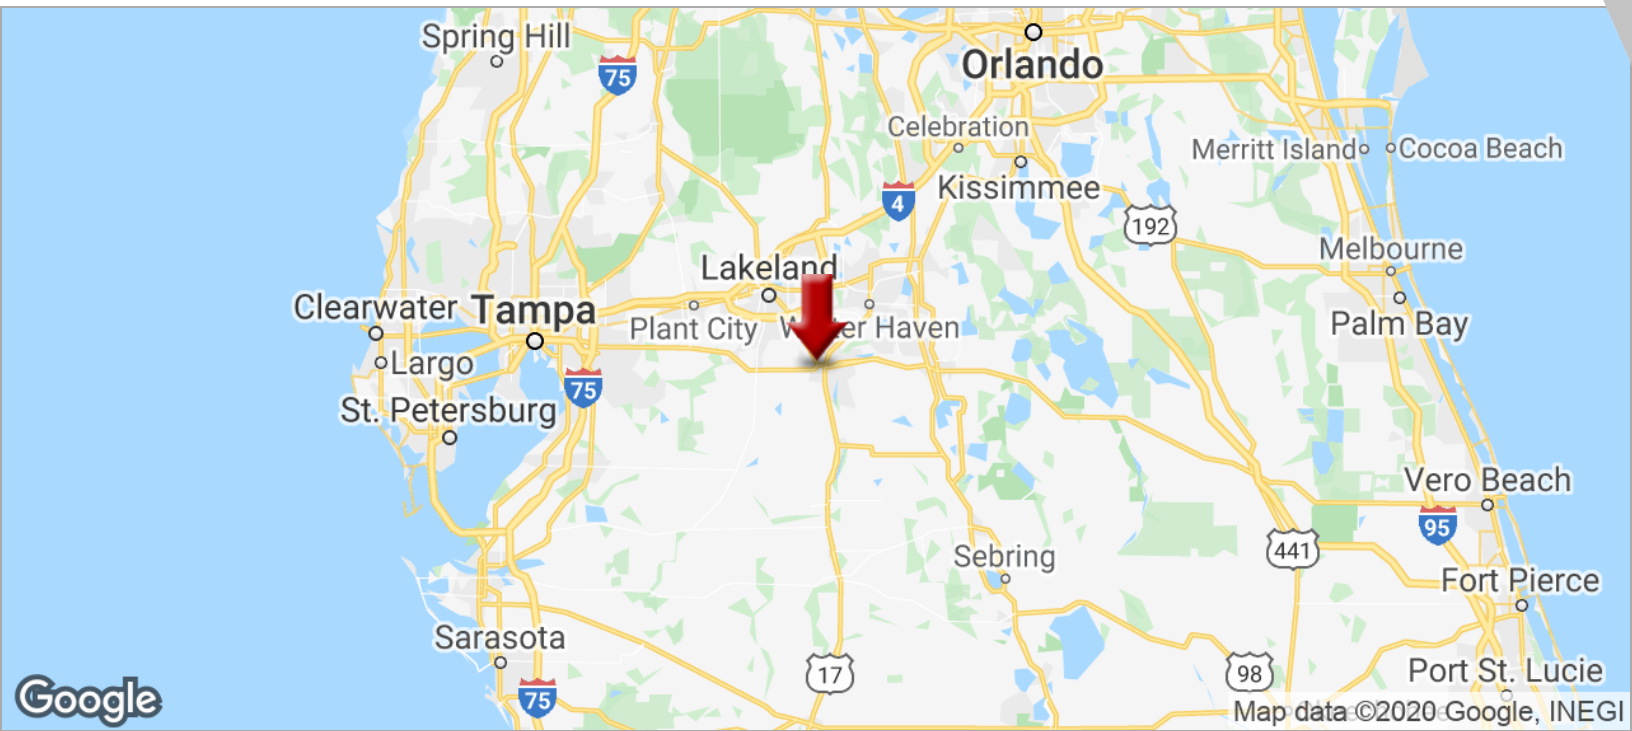 Spring Hill
75
Orlando
Celebration
Merritt Island
Cocoa Beach
Kissimmee
4
192
Melbourne
Lakeland
Clearwater
Tampa
Plant City
Haven
Palm Bay
Largo
75
St. Petersburg
Vero Beach
95
441
Sebring
Fort Pierce
Sarasota
17
98
Port St. Lucie
75
Google
Map data ©2020 Google, INEGI